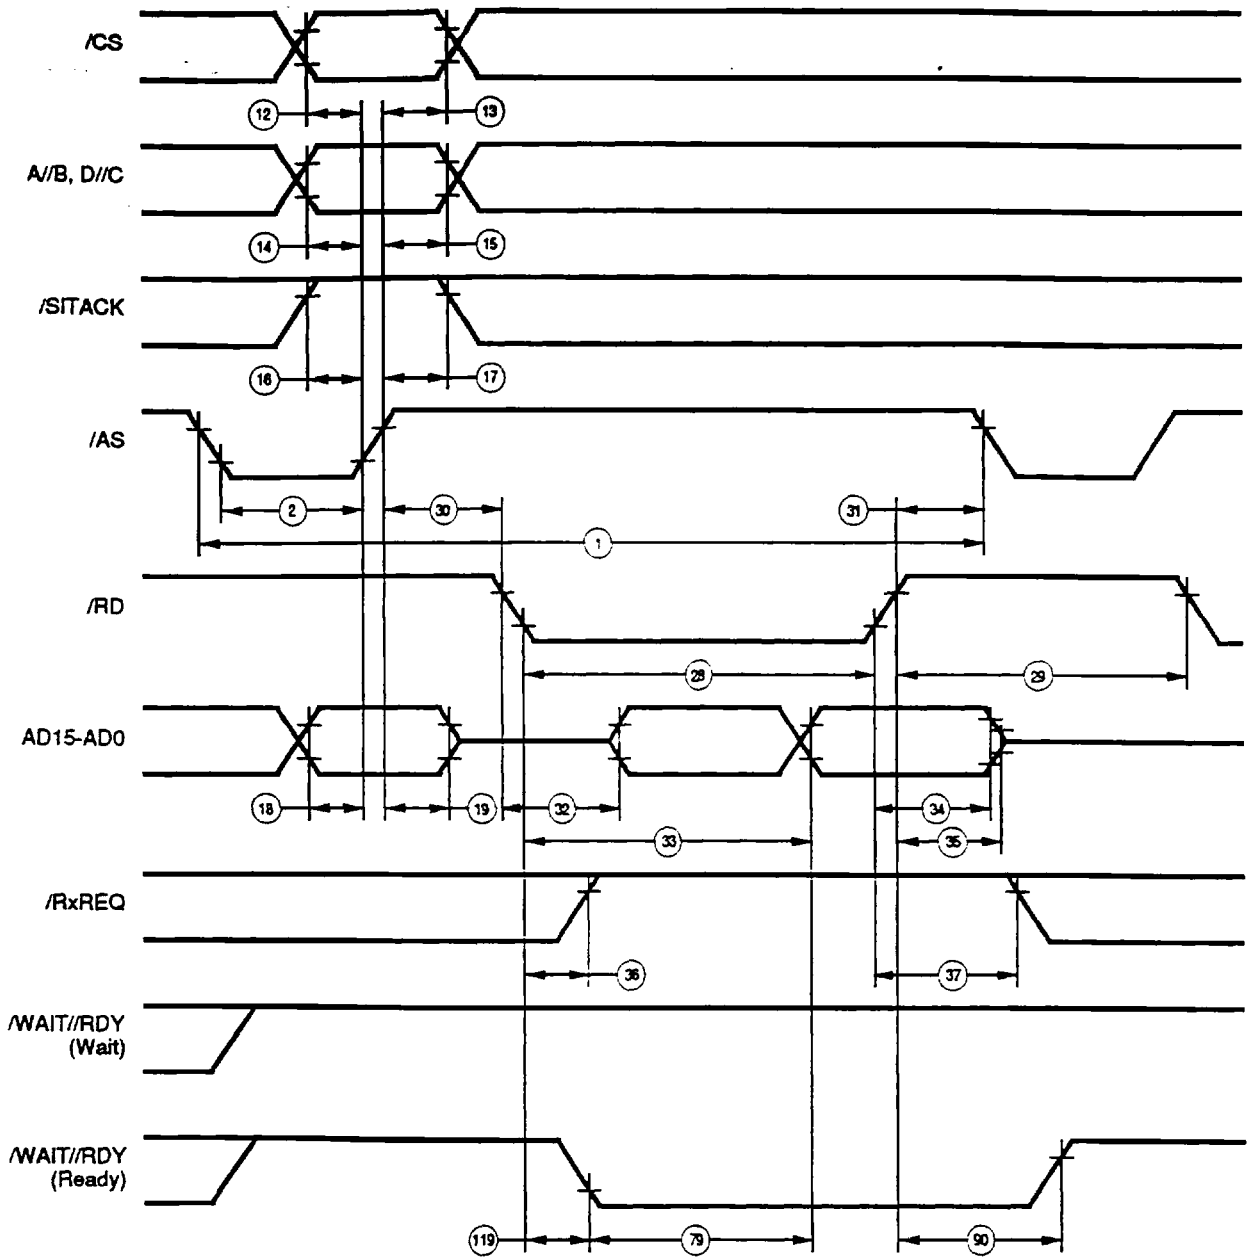 /CS
12
13
A//B, D//C
14
15
/SITACK
16
17
/AS
2
30
31
1
/RD
28
29
AD15-AD0
18
19
32
34
33
35
/RxREQ
36
37
/WAIT//RDY
(Wait)
/WAIT//RDY
(Ready)
119
79
90